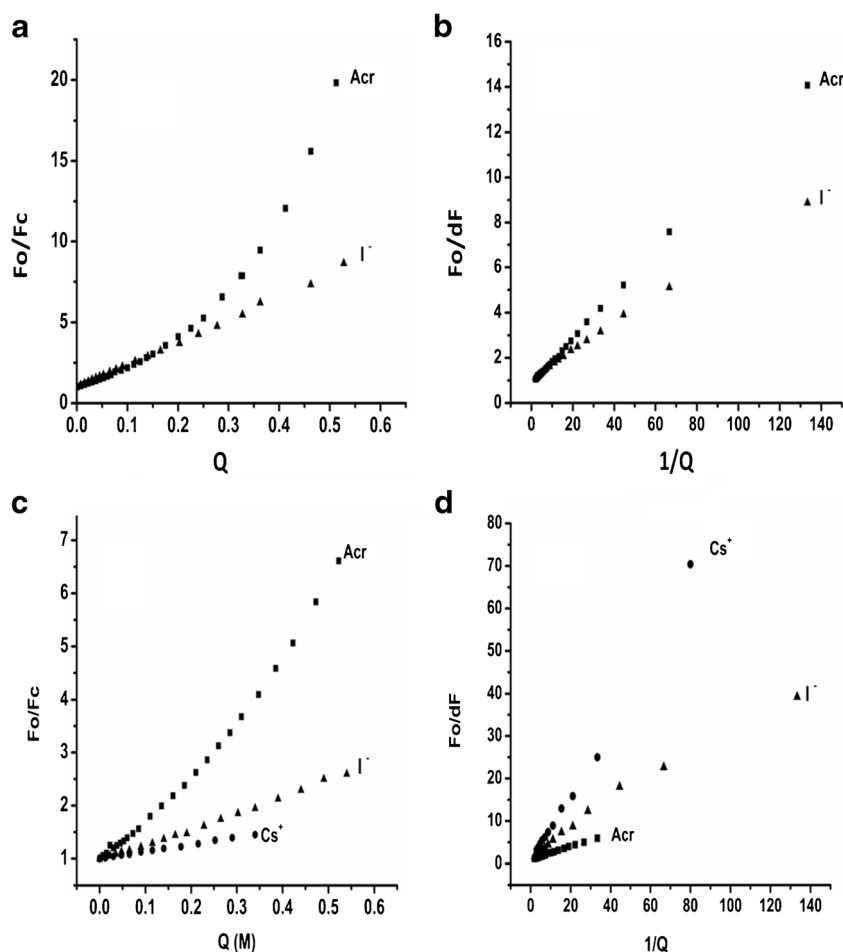 a
Fo/Fc
20
15
10
5
0
0.0 0.1 0.2 0.3 0.4 0.5 0.6
Q
Acr
I⁻
b
Fo/dF
16
14
12
10
8
6
4
2
0
0 20 40 60 80 100 120 140
1/Q
Acr
I⁻
c
Fo/Fc
7
6
5
4
3
2
1
0.0 0.1 0.2 0.3 0.4 0.5 0.6
Q (M)
Acr
I⁻
Cs⁺
d
Fo/dF
80
70
60
50
40
30
20
10
0
0 20 40 60 80 100 120 140
1/Q
Cs⁺
I⁻
Acr